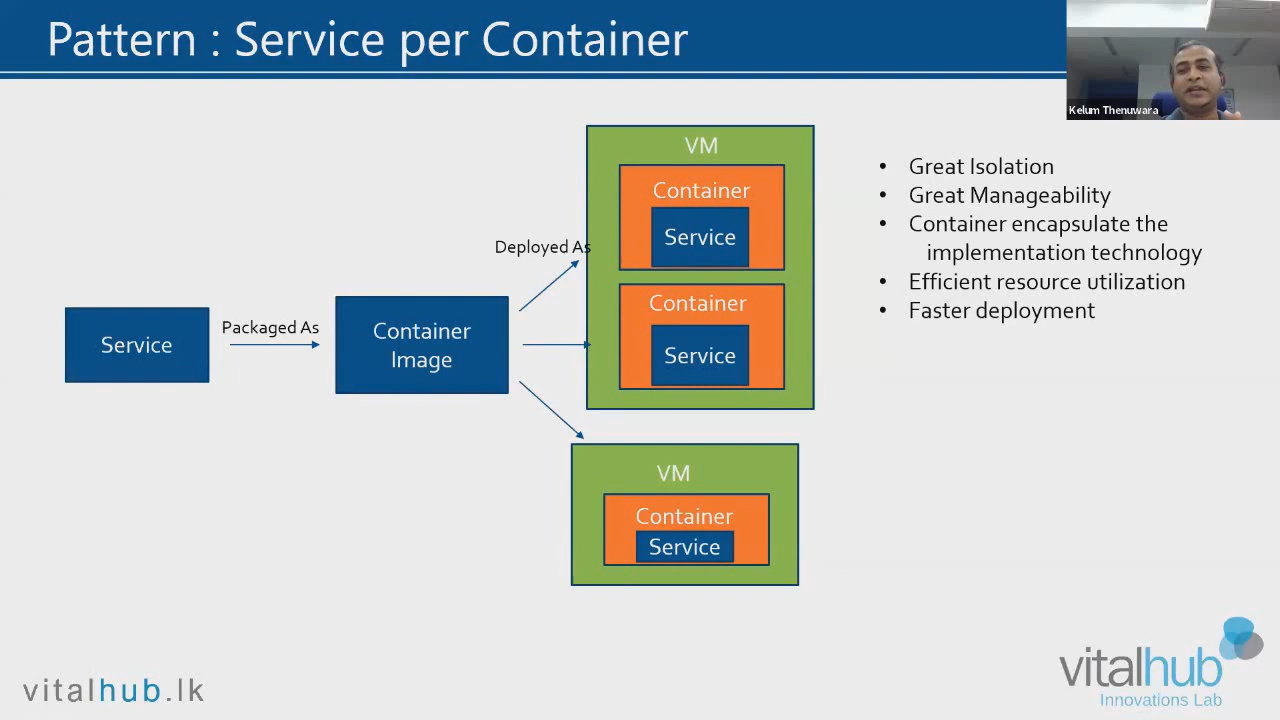 Pattern : Service per Container
Kelum Thenuwara
VM
Container
Service
Deployed As
Container
Service
Service
Packaged As
Container
Image
VM
Container
Service
• Great Isolation
• Great Manageability
• Container encapsulate the
implementation technology
• Efficient resource utilization
• Faster deployment
vitalhub.lk
vitalhub
Innovations Lab